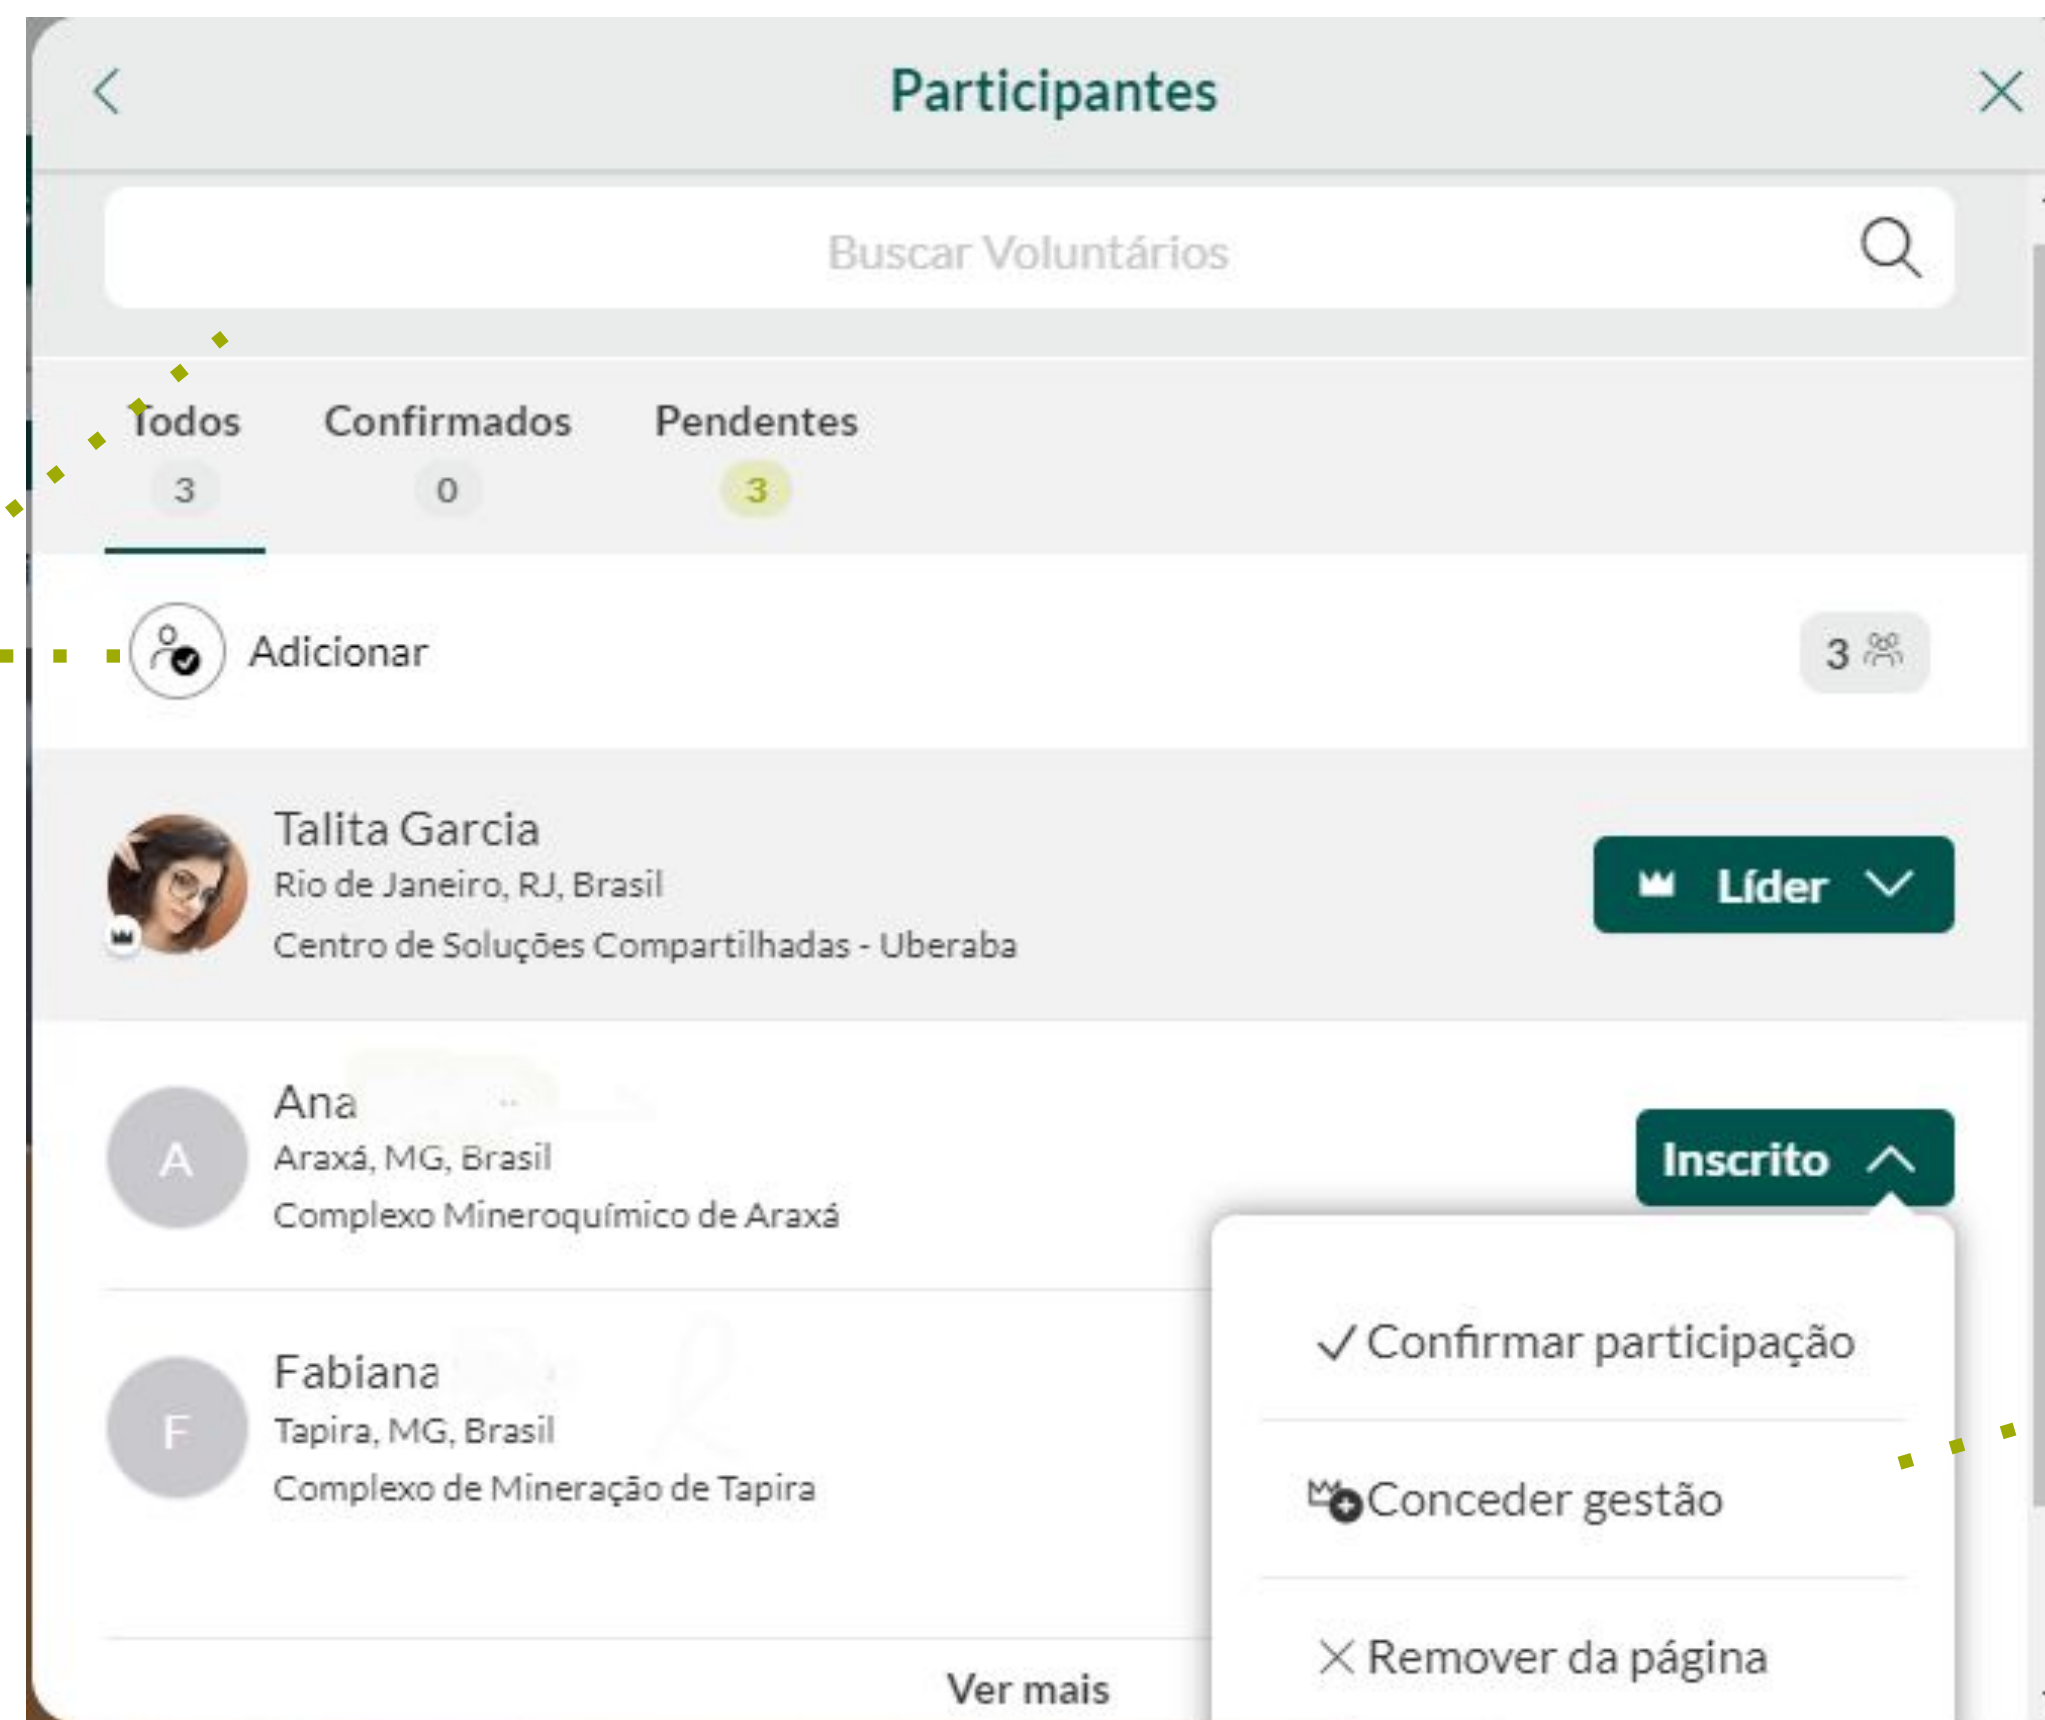 Participantes
Buscar Voluntários
Todos Confirmados Pendentes
3 0 3
Adicionar 3
Talita Garcia
Rio de Janeiro, RJ, Brasil
Líder
Centro de Soluções Compartilhadas - Uberaba
Ana
A
Araxá, MG, Brasil
Inscrito
Complexo Mineroquímico de Araxá
Confirmar participação
Fabiana
F
Tapira, MG, Brasil
Complexo de Mineração de Tapira
Conceder gestão
Remover da página
Ver mais